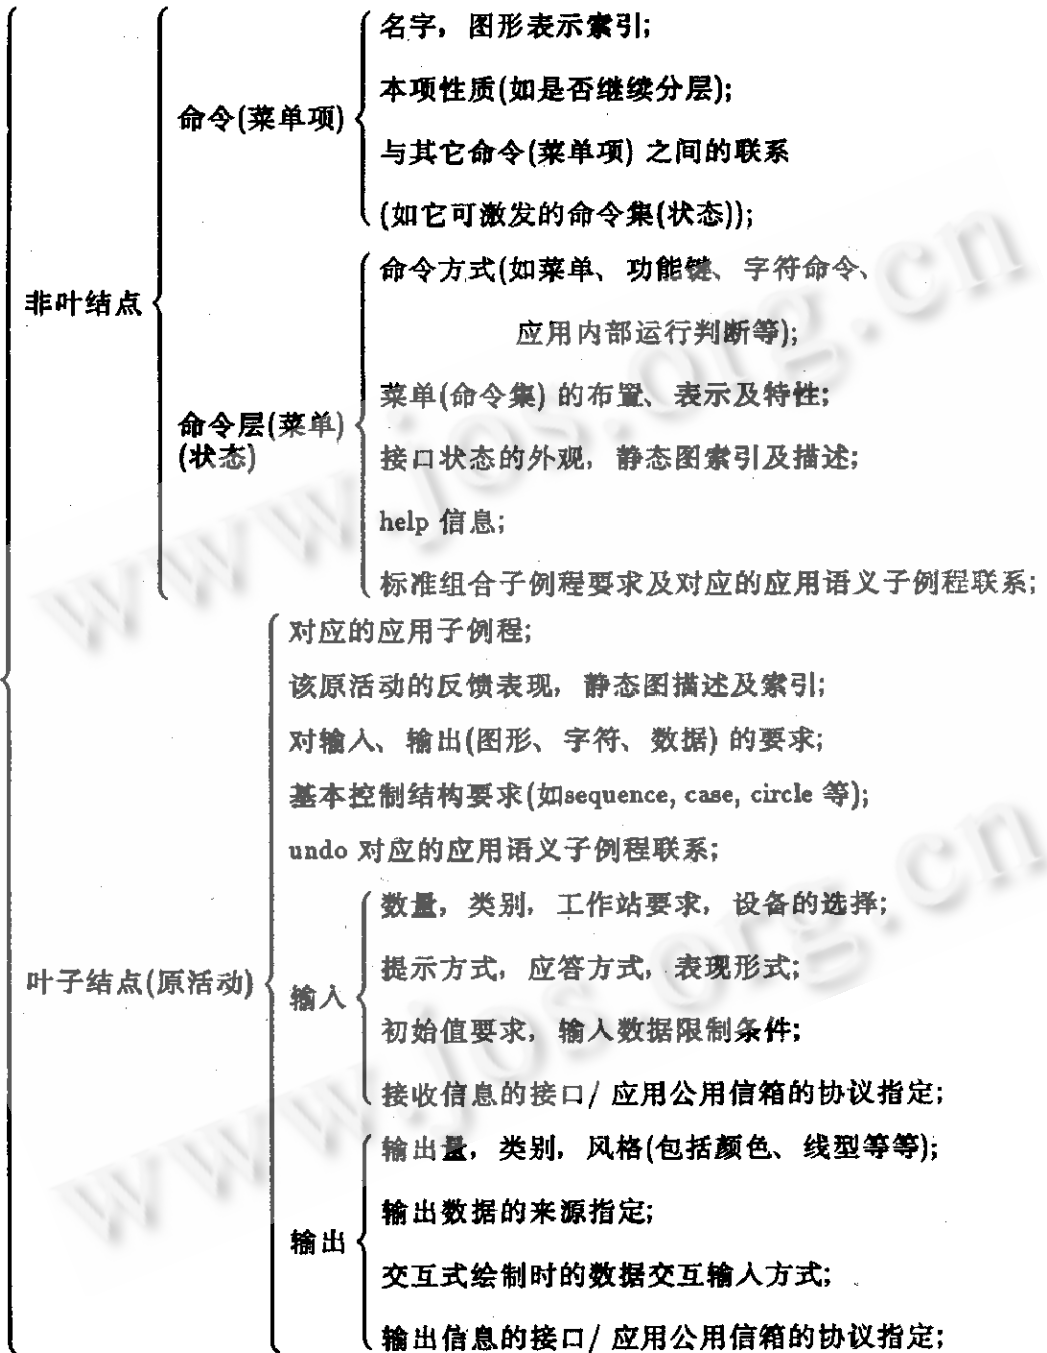 名字, 图形表示索引;
本项性质(如是否继续分层);
命令(菜单项)
与其它命令(菜单项) 之间的联系
(如它可激发的命令集(状态));
命令方式(如菜单、功能键、字符命令、
非叶结点
应用内部运行判断等);
菜单(命令集) 的布置、表示及特性;
命令层(菜单)
(状态)
接口状态的外观, 静态图索引及描述;
help 信息;
标准组合子例程要求及对应的应用语义子例程联系;
对应的应用子例程;
该原活动的反馈表现, 静态图描述及索引;
对输入、输出(图形、字符、数据) 的要求;
基本控制结构要求(如sequence, case, circle 等);
undo 对应的应用语义子例程联系;
数量, 类别, 工作站要求, 设备的选择;
叶子结点(原活动)
输入
提示方式, 应答方式, 表现形式;
初始值要求, 输入数据限制条件;
接收信息的接口/ 应用公用信箱的协议指定;
输出量, 类别, 风格(包括颜色、线型等等);
输出
输出数据的来源指定;
交互式绘制时的数据交互输入方式;
输出信息的接口/ 应用公用信箱的协议指定;
www.jos.org.cn
www.jos.org.cn